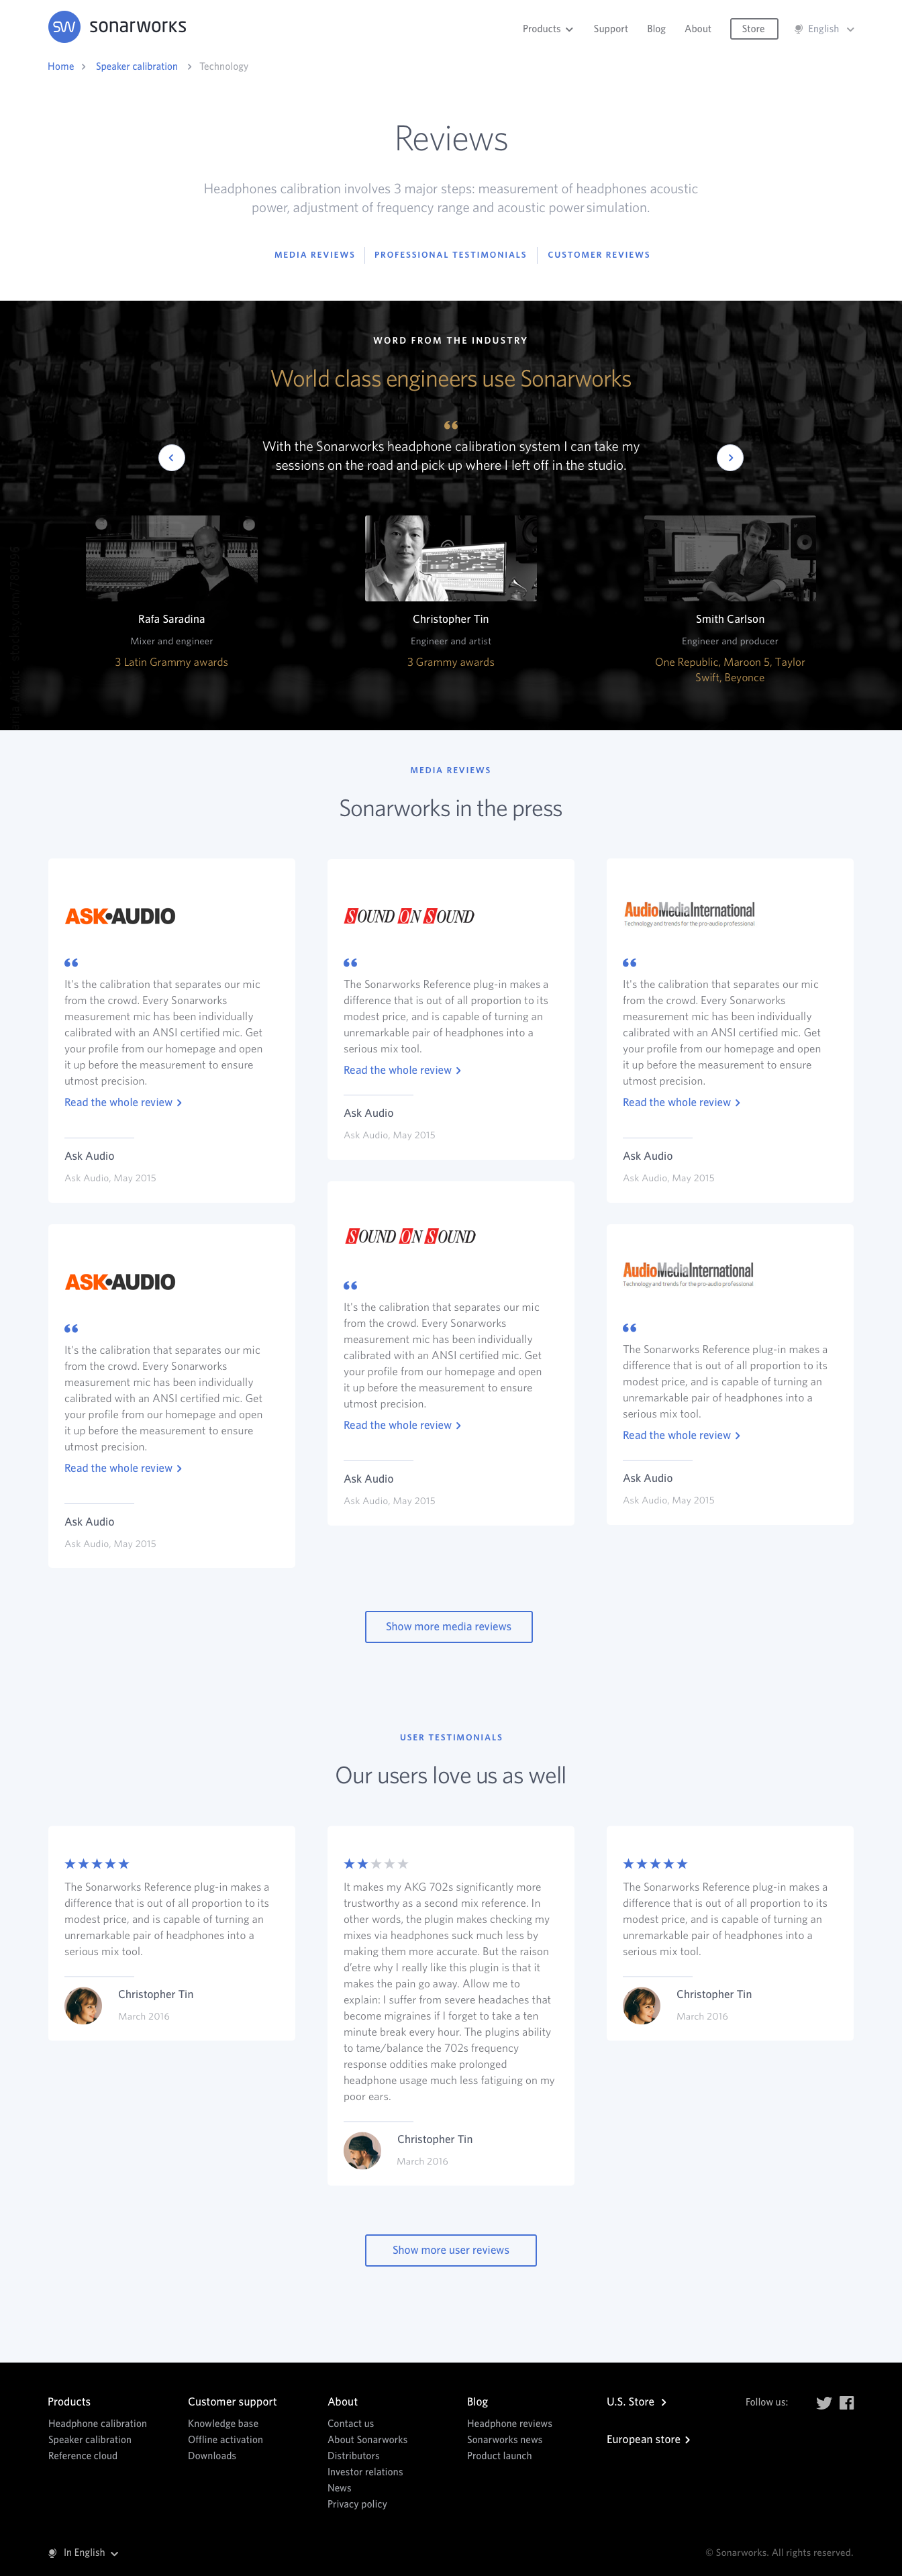 SW sonarworks
Products
Support
Blog
About
Store
English
Home
Speaker calibration
Technology
Reviews
Headphones calibration involves 3 major steps: measurement of headphones acoustic
power, adjustment of frequency range and acoustic power simulation.
MEDIA REVIEWS
PROFESSIONAL TESTIMONIALS
CUSTOMER REVIEWS
WORD FROM THE INDUSTRY
World class engineers use Sonarworks
With the Sonarworks headphone calibration system I can take my
sessions on the road and pick up where I left off in the studio.
Rafa Saradina
Mixer and engineer
3 Latin Grammy awards
Christopher Tin
Engineer and artist
3 Grammy awards
Smith Carlson
Engineer and producer
One Republic, Maroon 5, Taylor
Swift, Beyonce
MEDIA REVIEWS
Sonarworks in the press
ASK•AUDIO
It's the calibration that separates our mic
from the crowd. Every Sonarworks
measurement mic has been individually
calibrated with an ANSI certified mic. Get
your profile from our homepage and open
it up before the measurement to ensure
utmost precision.
Read the whole review
Ask Audio
Ask Audio, May 2015
SOUND ON SOUND
The Sonarworks Reference plug-in makes a
difference that is out of all proportion to its
modest price, and is capable of turning an
unremarkable pair of headphones into a
serious mix tool.
Read the whole review
Ask Audio
Ask Audio, May 2015
AudioMediaInternational
Technology and trends for the pro-audio professional
It's the calibration that separates our mic
from the crowd. Every Sonarworks
measurement mic has been individually
calibrated with an ANSI certified mic. Get
your profile from our homepage and open
it up before the measurement to ensure
utmost precision.
Read the whole review
Ask Audio
Ask Audio, May 2015
ASK•AUDIO
It's the calibration that separates our mic
from the crowd. Every Sonarworks
measurement mic has been individually
calibrated with an ANSI certified mic. Get
your profile from our homepage and open
it up before the measurement to ensure
utmost precision.
Read the whole review
Ask Audio
Ask Audio, May 2015
SOUND ON SOUND
It's the calibration that separates our mic
from the crowd. Every Sonarworks
measurement mic has been individually
calibrated with an ANSI certified mic. Get
your profile from our homepage and open
it up before the measurement to ensure
utmost precision.
Read the whole review
Ask Audio
Ask Audio, May 2015
AudioMediaInternational
Technology and trends for the pro-audio professional
The Sonarworks Reference plug-in makes a
difference that is out of all proportion to its
modest price, and is capable of turning an
unremarkable pair of headphones into a
serious mix tool.
Read the whole review
Ask Audio
Ask Audio, May 2015
Show more media reviews
USER TESTIMONIALS
Our users love us as well
The Sonarworks Reference plug-in makes a
difference that is out of all proportion to its
modest price, and is capable of turning an
unremarkable pair of headphones into a
serious mix tool.
Christopher Tin
March 2016
It makes my AKG 702s significantly more
trustworthy as a second mix reference. In
other words, the plugin makes checking my
mixes via headphones suck much less by
making them more accurate. But the raison
d'etre why I really like this plugin is that it
makes the pain go away. Allow me to
explain: I suffer from severe headaches that
become migraines if I forget to take a ten
minute break every hour. The plugins ability
to tame/balance the 702s frequency
response oddities make prolonged
headphone usage much less fatiguing on my
poor ears.
Christopher Tin
March 2016
The Sonarworks Reference plug-in makes a
difference that is out of all proportion to its
modest price, and is capable of turning an
unremarkable pair of headphones into a
serious mix tool.
Christopher Tin
March 2016
Show more user reviews
Products
Headphone calibration
Speaker calibration
Reference cloud
Customer support
Knowledge base
Offline activation
Downloads
About
Contact us
About Sonarworks
Distributors
Investor relations
News
Privacy policy
Blog
Headphone reviews
Sonarworks news
Product launch
U.S. Store
European store
Follow us:
In English
© Sonarworks. All rights reserved.